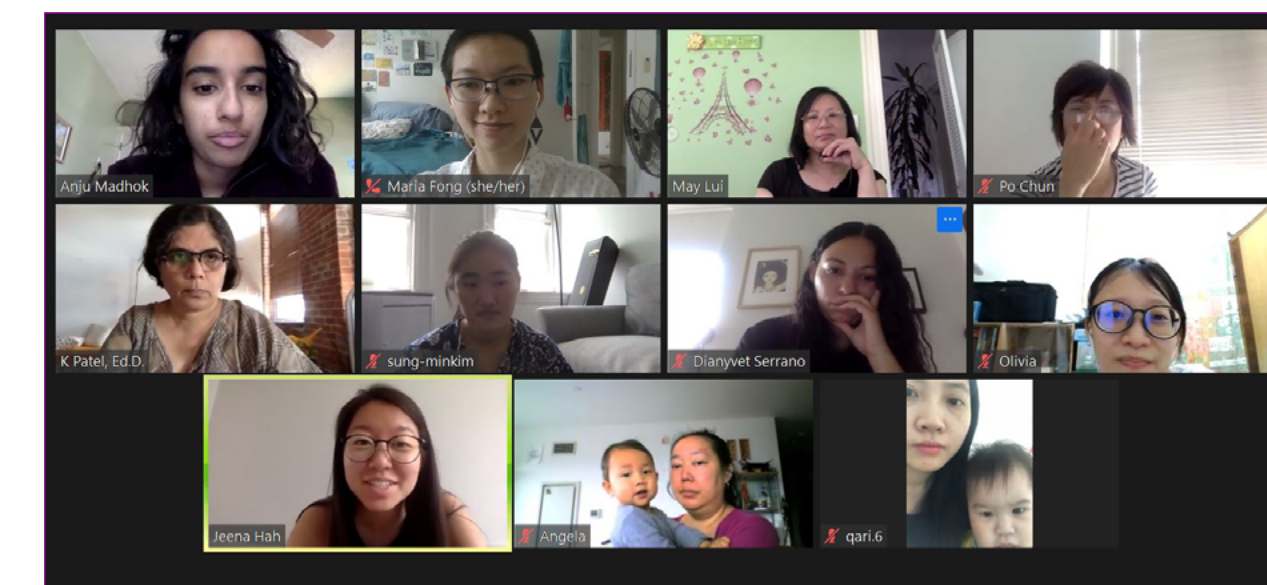 Anju Madhok
Maria Fong (she/her)
May Lui
Po Chun
K Patel, Ed.D.
sung-minkim
Dianyvet Serrano
Olivia
Jeena Hah
Angela
qari.6